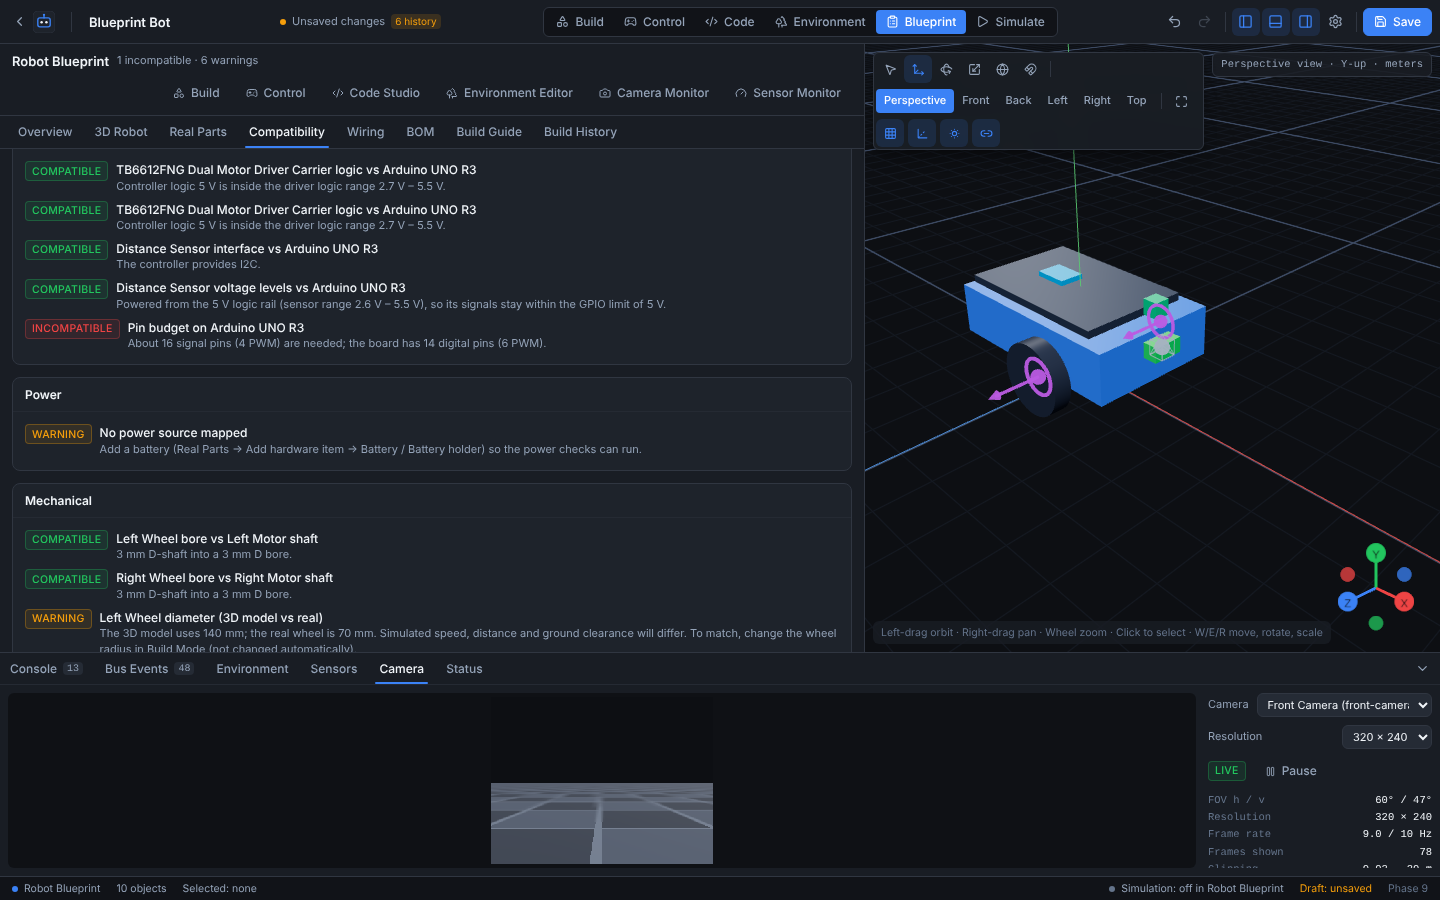 Blueprint Bot
Unsaved changes 6 history
Build Control Code Environment Blueprint Simulate
Save
Robot Blueprint 1 incompatible · 6 warnings
Build Control Code Studio Environment Editor Camera Monitor Sensor Monitor
Overview 3D Robot Real Parts Compatibility Wiring BOM Build Guide Build History
COMPATIBLE TB6612FNG Dual Motor Driver Carrier logic vs Arduino UNO R3
Controller logic 5 V is inside the driver logic range 2.7 V – 5.5 V.
COMPATIBLE TB6612FNG Dual Motor Driver Carrier logic vs Arduino UNO R3
Controller logic 5 V is inside the driver logic range 2.7 V – 5.5 V.
COMPATIBLE Distance Sensor interface vs Arduino UNO R3
The controller provides I2C.
COMPATIBLE Distance Sensor voltage levels vs Arduino UNO R3
Powered from the 5 V logic rail (sensor range 2.6 V – 5.5 V), so its signals stay within the GPIO limit of 5 V.
INCOMPATIBLE Pin budget on Arduino UNO R3
About 16 signal pins (4 PWM) are needed; the board has 14 digital pins (6 PWM).
Power
WARNING No power source mapped
Add a battery (Real Parts → Add hardware item → Battery / Battery holder) so the power checks can run.
Mechanical
COMPATIBLE Left Wheel bore vs Left Motor shaft
3 mm D-shaft into a 3 mm D bore.
COMPATIBLE Right Wheel bore vs Right Motor shaft
3 mm D-shaft into a 3 mm D bore.
WARNING Left Wheel diameter (3D model vs real)
The 3D model uses 140 mm; the real wheel is 70 mm. Simulated speed, distance and ground clearance will differ. To match, change the wheel
radius in Build Mode (not changed automatically).
Perspective view · Y-up · meters
Perspective Front Back Left Right Top
Y
Z X
Left-drag orbit · Right-drag pan · Wheel zoom · Click to select · W/E/R move, rotate, scale
Console 13 Bus Events 48 Environment Sensors Camera Status
Camera Front Camera (front-camera
Resolution 320 × 240
LIVE Pause
FOV h / v 60° / 47°
Resolution 320 × 240
Frame rate 9.0 / 10 Hz
Frames shown 78
Robot Blueprint 10 objects Selected: none
Simulation: off in Robot Blueprint Draft: unsaved Phase 9